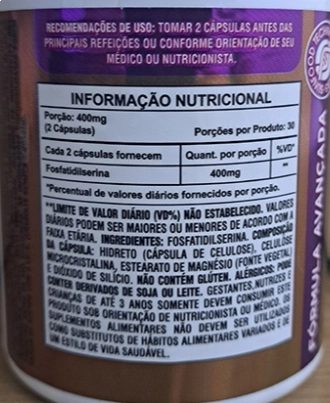 RECOMENDAÇÕES DE USO: TOMAR 2 CÁPSULAS ANTES DAS
PRINCIPAIS REFEIÇÕES OU CONFORME ORIENTAÇÃO DE SEU
MÉDICO OU NUTRICIONISTA.
INFORMAÇÃO NUTRICIONAL
Porção: 400mg
(2 Cápsulas) Porções por Produto: 30
Cada 2 cápsulas fornecem Quant. por porção %VD*
Fosfatidilserina 400mg **
*Percentual de valores diários fornecidos por porção.
**LIMITE DE VALOR DIÁRIO (VD%) NÃO ESTABELECIDO. VALORES
DIÁRIOS PODEM SER MAIORES OU MENORES DE ACORDO COM A
FAIXA ETÁRIA. INGREDIENTES: FOSFATIDILSERINA. COMPOSIÇÃO
DA CÁPSULA: HIDRETO (CÁPSULA DE CELULOSE), CELULOSE
MICROCRISTALINA, ESTEARATO DE MAGNÉSIO (FONTE VEGETAL)
E DIÓXIDO DE SILÍCIO. NÃO CONTÉM GLÚTEN. ALÉRGICOS: PODE
CONTER DERIVADOS DE SOJA OU LEITE. GESTANTES, NUTRIZES E
CRIANÇAS DE ATÉ 3 ANOS SOMENTE DEVEM CONSUMIR ESTE
PRODUTO SOB ORIENTAÇÃO DE NUTRICIONISTA OU MÉDICO. OS
SUPLEMENTOS ALIMENTARES NÃO DEVEM SER UTILIZADOS
COMO SUBSTITUTOS DE HÁBITOS ALIMENTARES VARIADOS E DE
UM ESTILO DE VIDA SAUDÁVEL.
FÓRMULA AVANÇADA